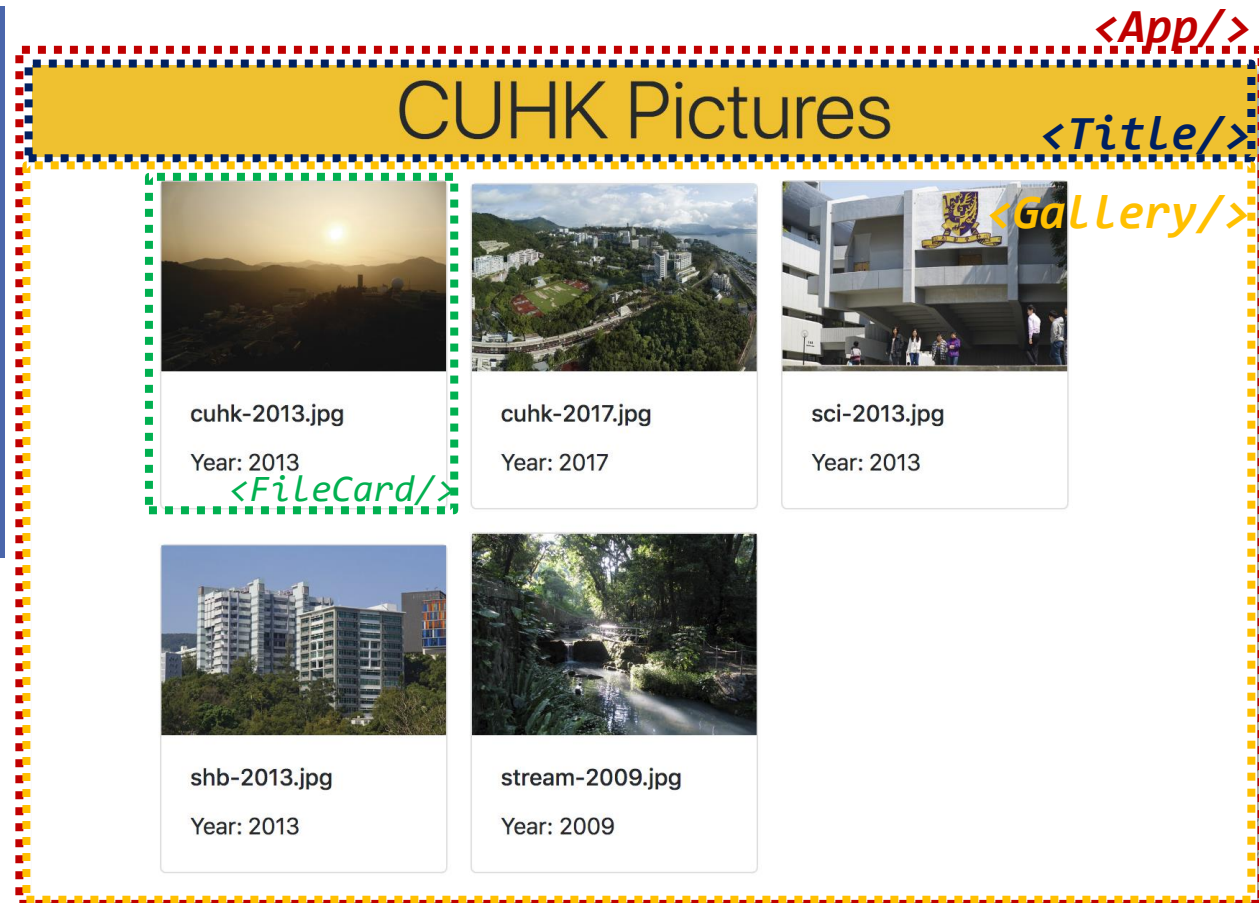 <App/>
CUHK Pictures
<Title/>
<Gallery/>
cuhk-2013.jpg
Year: 2013
<FileCard/>
cuhk-2017.jpg
Year: 2017
sci-2013.jpg
Year: 2013
shb-2013.jpg
Year: 2013
stream-2009.jpg
Year: 2009